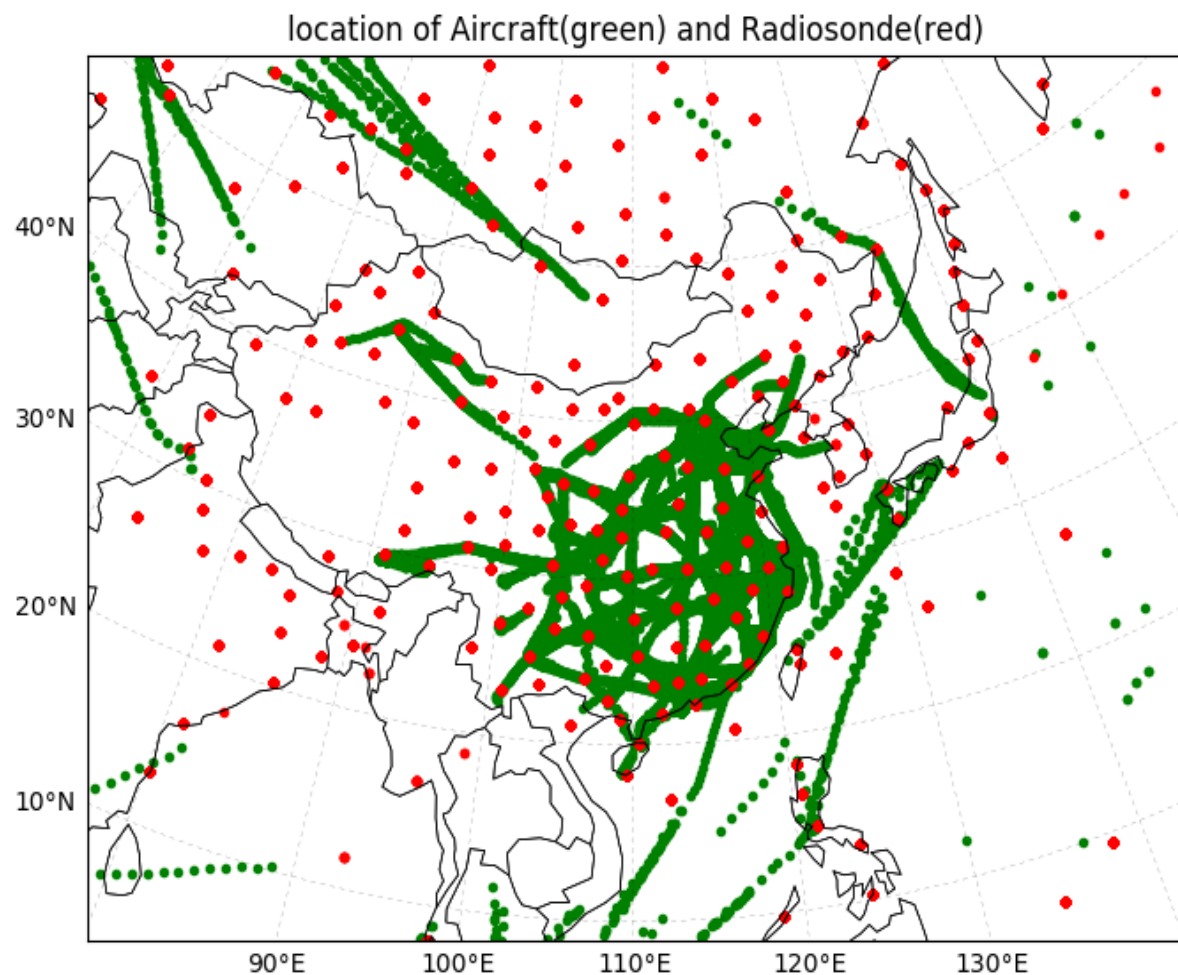 location of Aircraft(green) and Radiosonde(red)
40°N
30°N
20°N
10°N
90°E
100°E
110°E
120°E
130°E